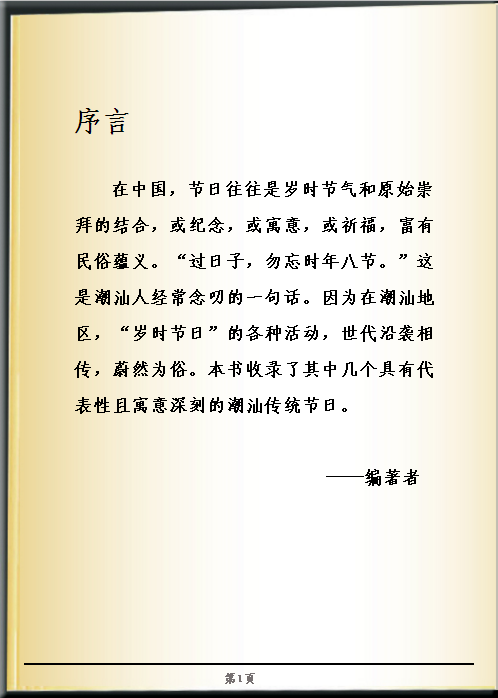 序言
在中国，节日往往是岁时节气和原始崇
拜的结合，或纪念，或寓意，或祈福，富有
民俗蕴义。“过日子，勿忘时年八节。”这
是潮汕人经常念叨的一句话。因为在潮汕地
区，“岁时节日”的各种活动，世代沿袭相
传，蔚然为俗。本书收录了其中几个具有代
表性且寓意深刻的潮汕传统节日。
——编著者
第1頁